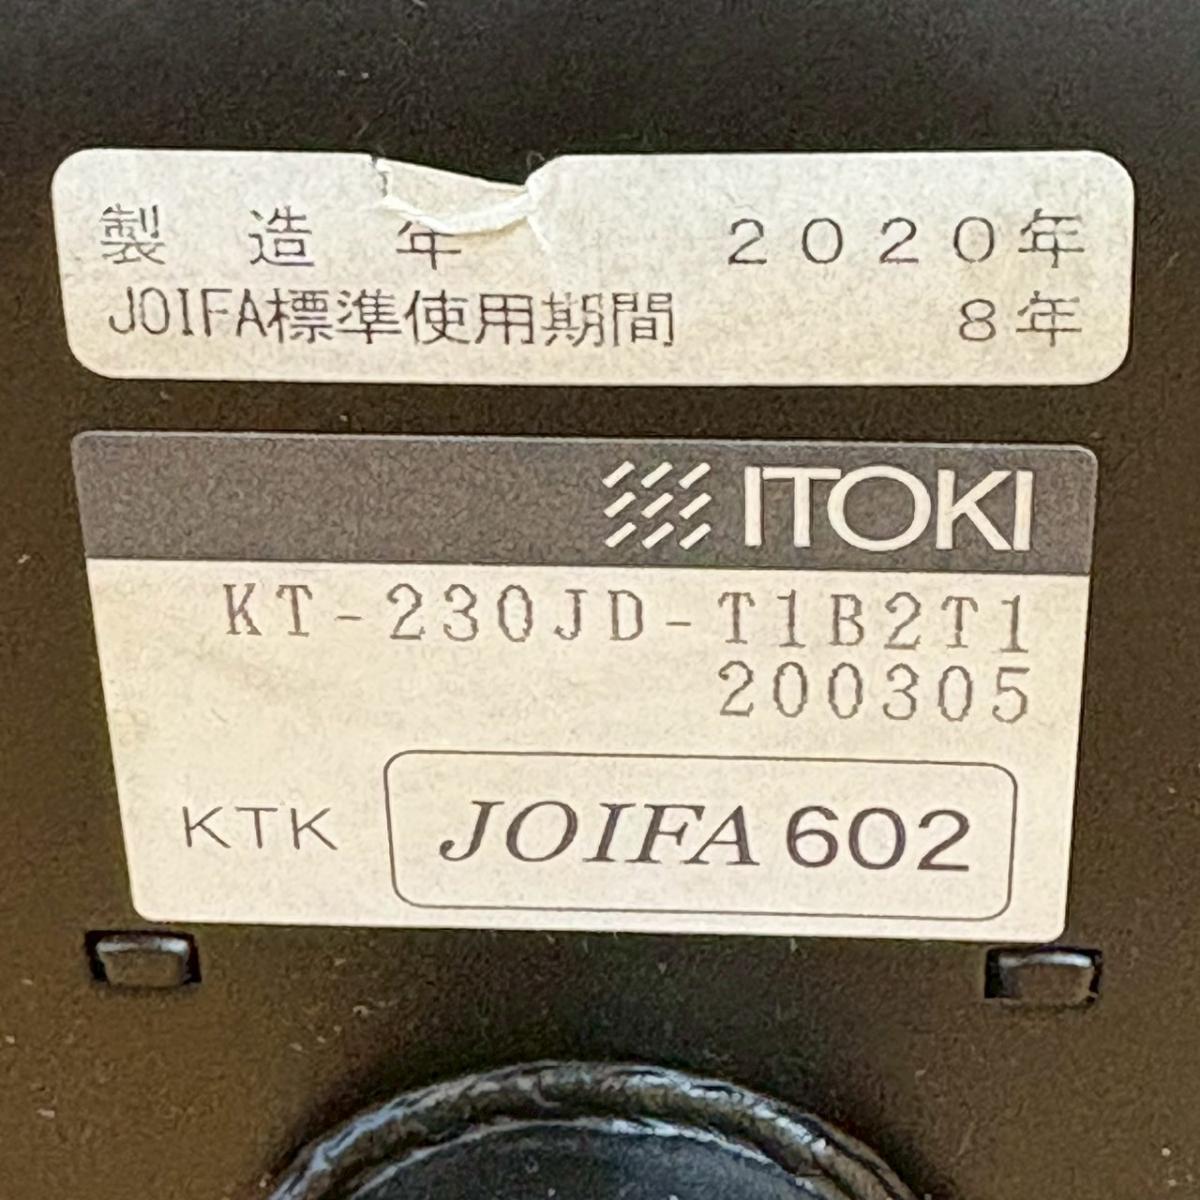 製造年 2020年
JOIFA標準使用期間 8年
ITOKI
KT-230JD-T1B2T1
200305
KTK JOIFA 602